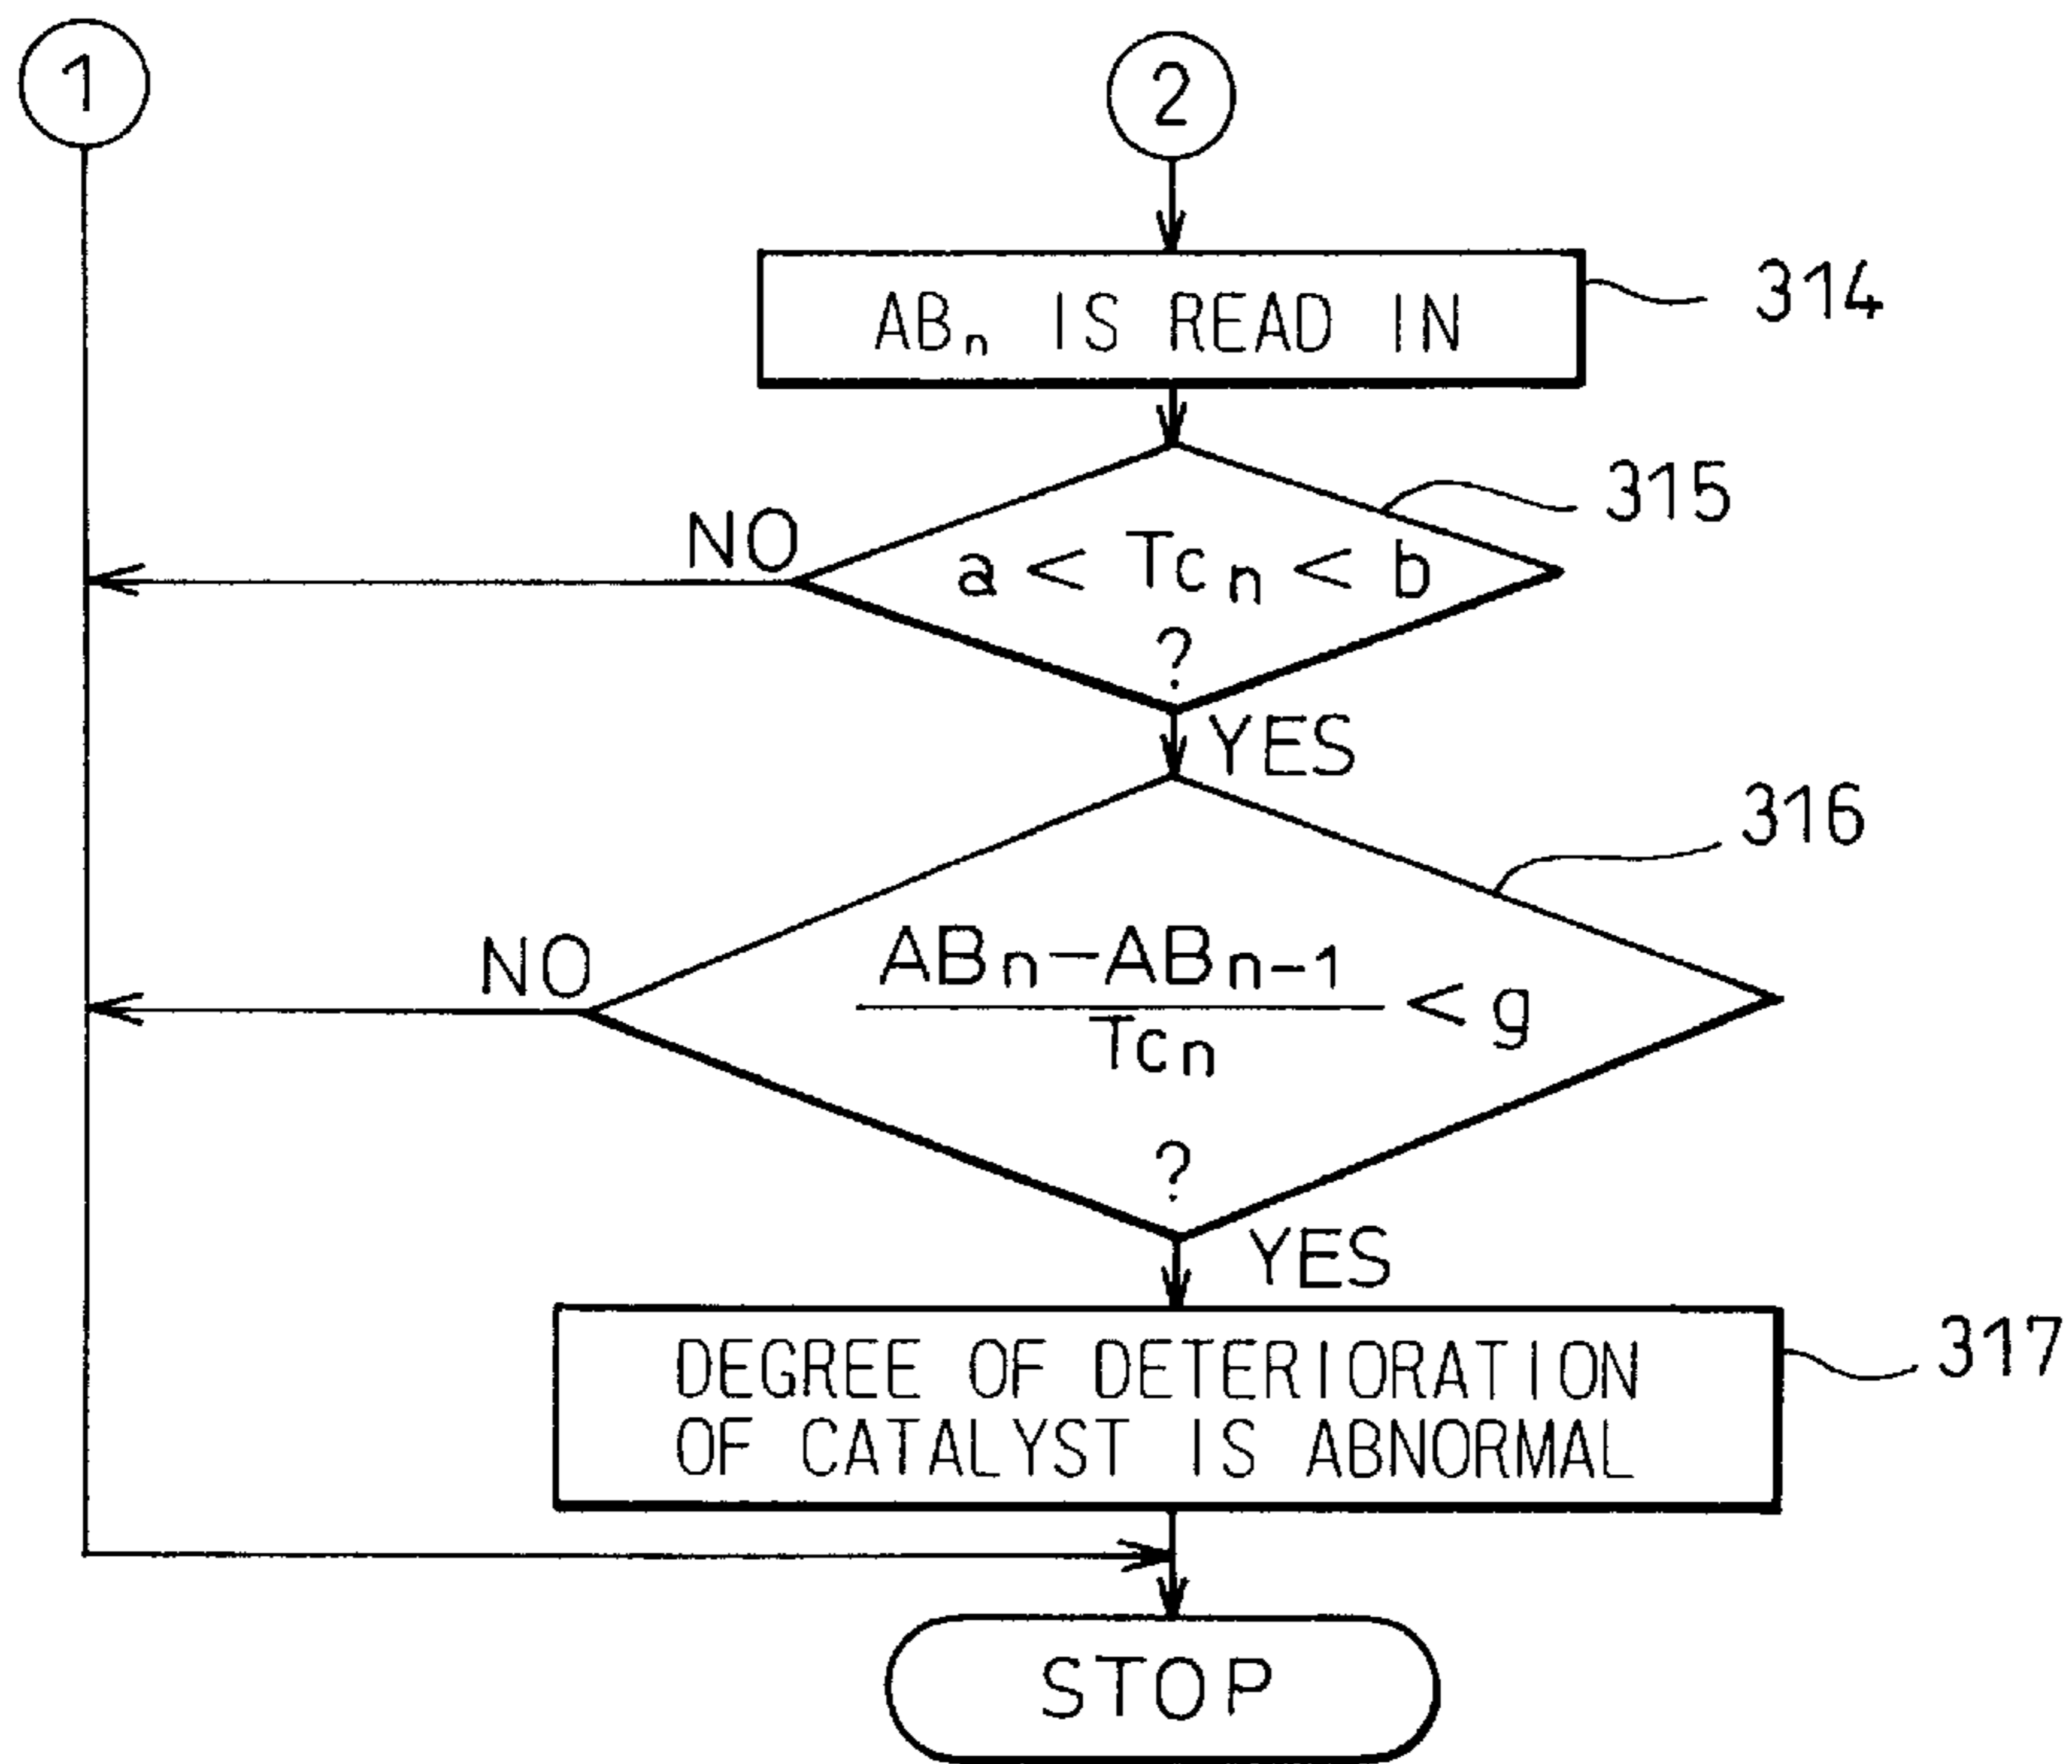 1
2
ABn IS READ IN
314
315
NO
a < Tcn < b
?
YES
316
NO
ABn-ABn-1
Tcn
< g
?
YES
DEGREE OF DETERIORATION
OF CATALYST IS ABNORMAL
317
STOP